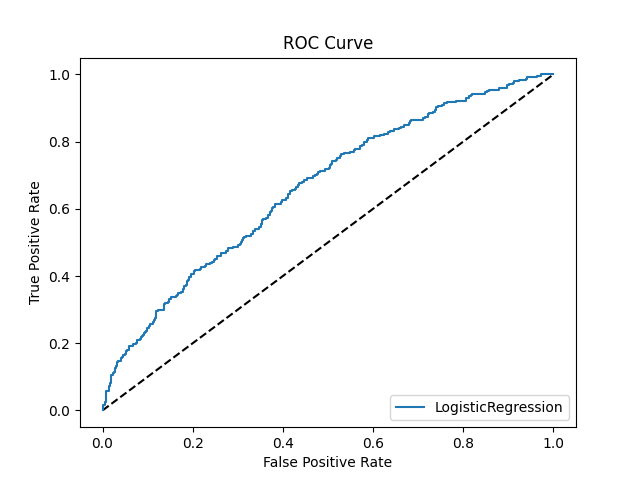 ROC Curve
True Positive Rate
1.0
0.8
0.6
0.4
0.2
0.0
LogisticRegression
0.0 0.2 0.4 0.6 0.8 1.0
False Positive Rate